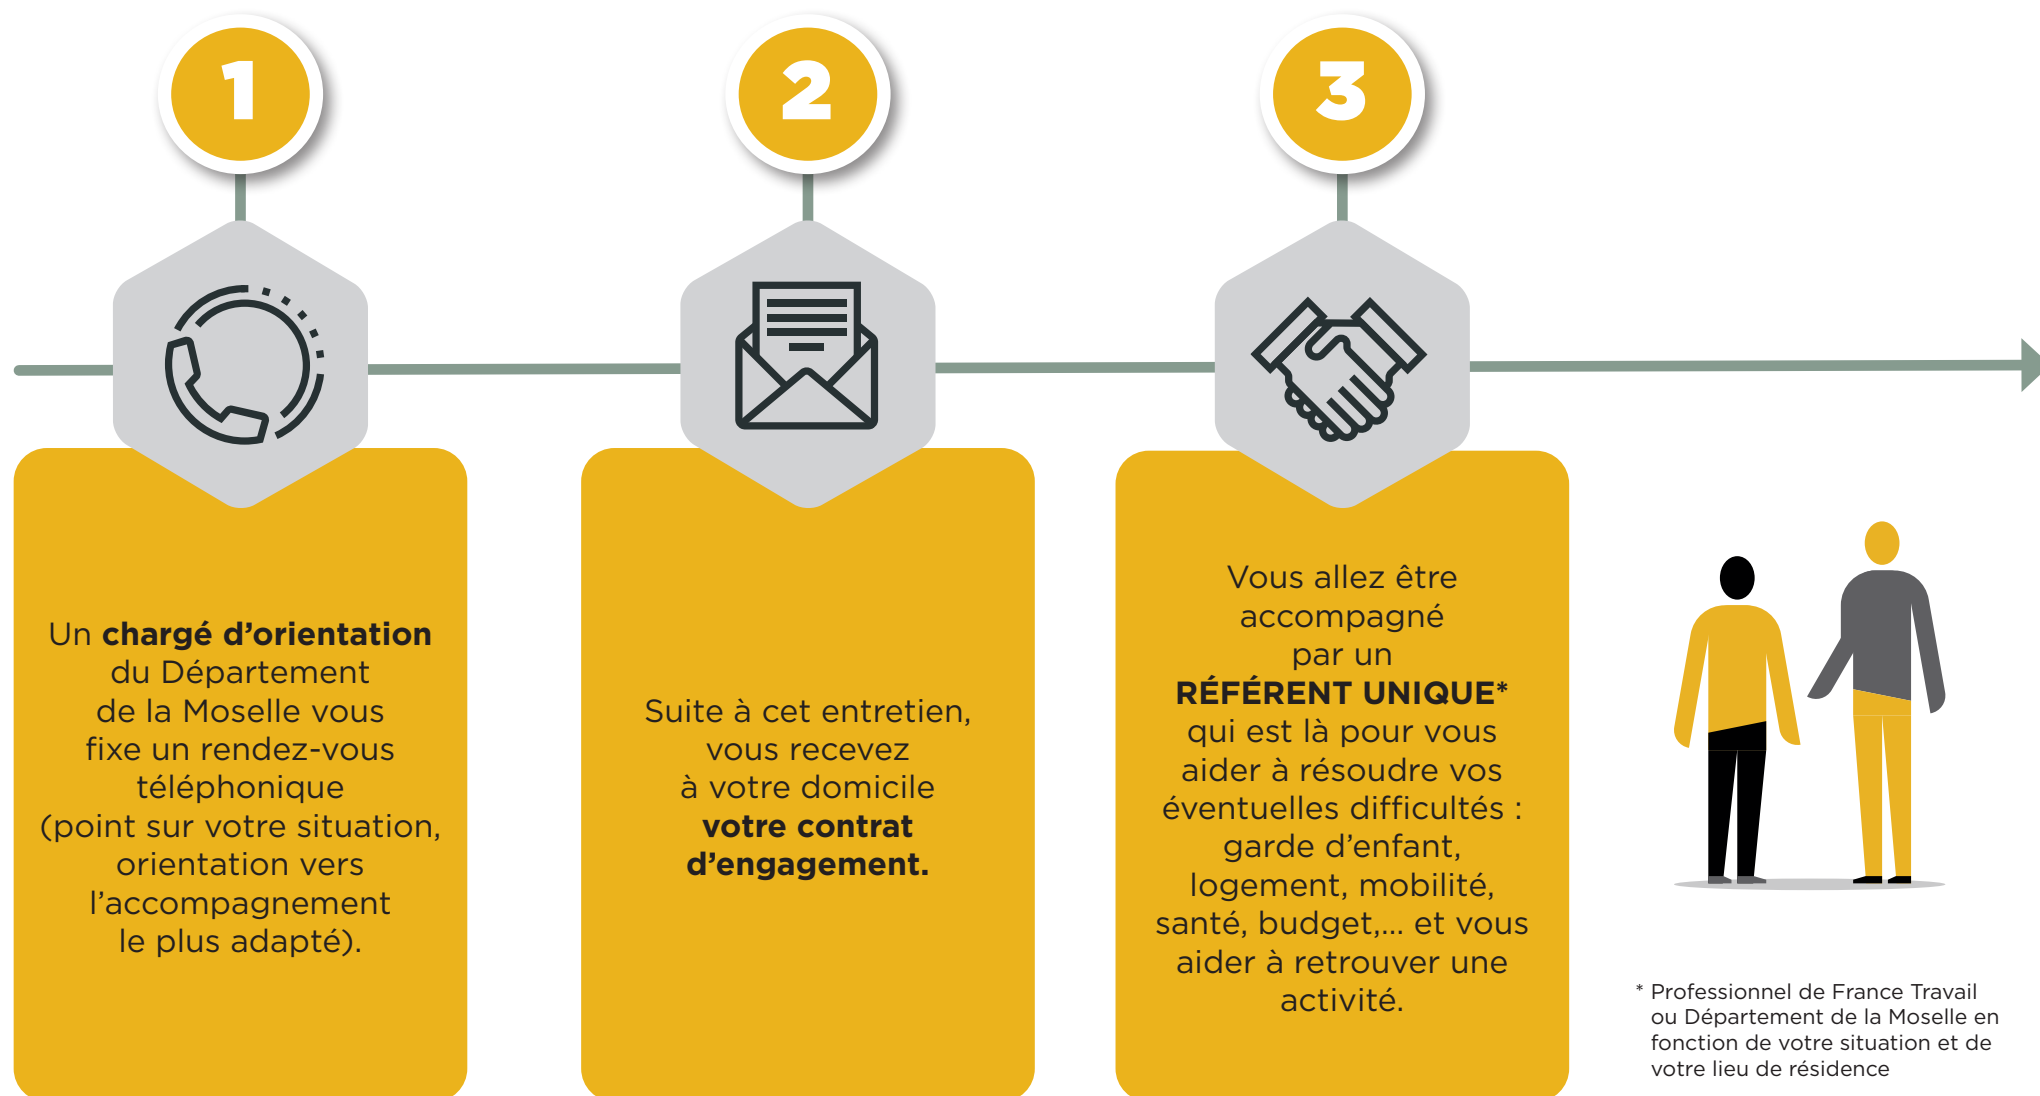 1
Un chargé d’orientation
du Département
de la Moselle vous
fixe un rendez-vous
téléphonique
(point sur votre situation,
orientation vers
l’accompagnement
le plus adapté).
2
Suite à cet entretien,
vous recevez
à votre domicile
votre contrat
d’engagement.
3
Vous allez être
accompagné
par un
RÉFÉRENT UNIQUE*
qui est là pour vous
aider à résoudre vos
éventuelles difficultés :
garde d’enfant,
logement, mobilité,
santé, budget,... et vous
aider à retrouver une
activité.
* Professionnel de France Travail
ou Département de la Moselle en
fonction de votre situation et de
votre lieu de résidence